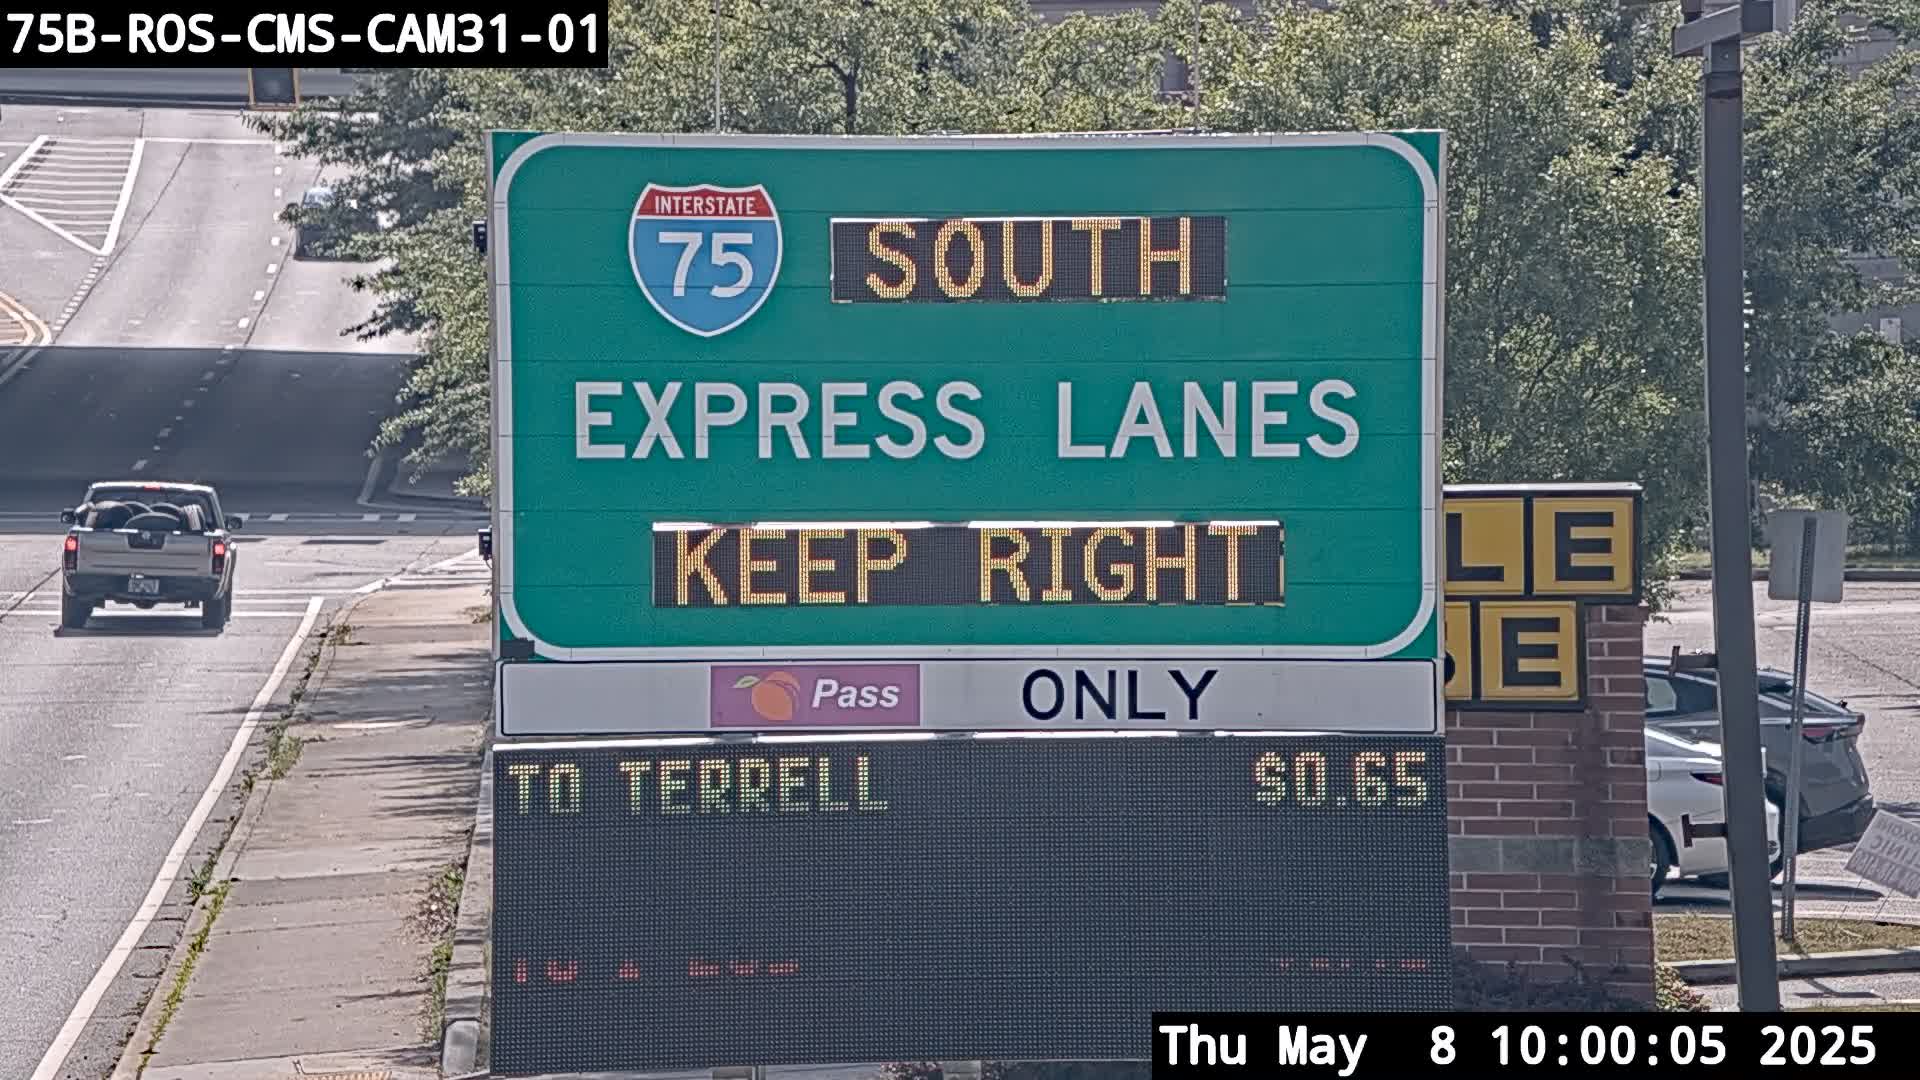 75B-ROS-CMS-CAM31-01
INTERSTATE
75
SOUTH
EXPRESS LANES
KEEP RIGHT
Pass ONLY
TO TERRELL $0.65
LE
E
Thu May 8 10:00:05 2025